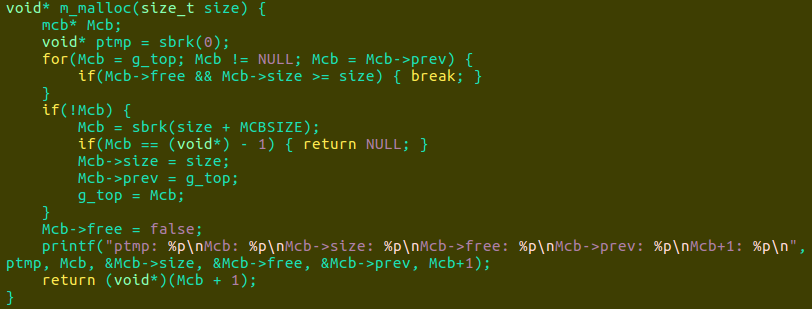 void* m_malloc(size_t size) {
    mcb* Mcb;
    void* ptmp = sbrk(0);
    for(Mcb = g_top; Mcb != NULL; Mcb = Mcb->prev) {
        if(Mcb->free && Mcb->size >= size) { break; }
    }
    if(!Mcb) {
        Mcb = sbrk(size + MCBSIZE);
        if(Mcb == (void*) - 1) { return NULL; }
        Mcb->size = size;
        Mcb->prev = g_top;
        g_top = Mcb;
    }
    Mcb->free = false;
    printf("ptmp: %p\nMcb: %p\nMcb->size: %p\nMcb->free: %p\nMcb->prev: %p\nMcb+1: %p\n",
ptmp, Mcb, &Mcb->size, &Mcb->free, &Mcb->prev, Mcb+1);
    return (void*)(Mcb + 1);
}